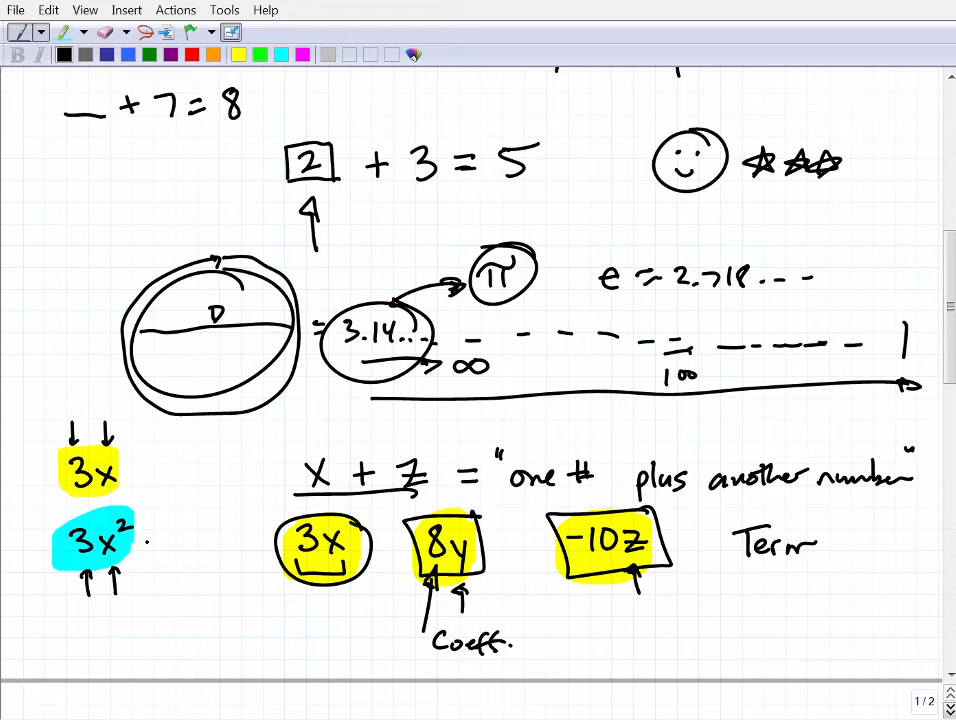 File Edit View Insert Actions Tools Help
B I
__ + 7 = 8
2 + 3 = 5
π
e ≈ 2.718...
D
= 3.14...
∞
100
3x
x + z = "one # plus another number"
3x²
3x 8y -10z Term
Coeff.
1 / 2